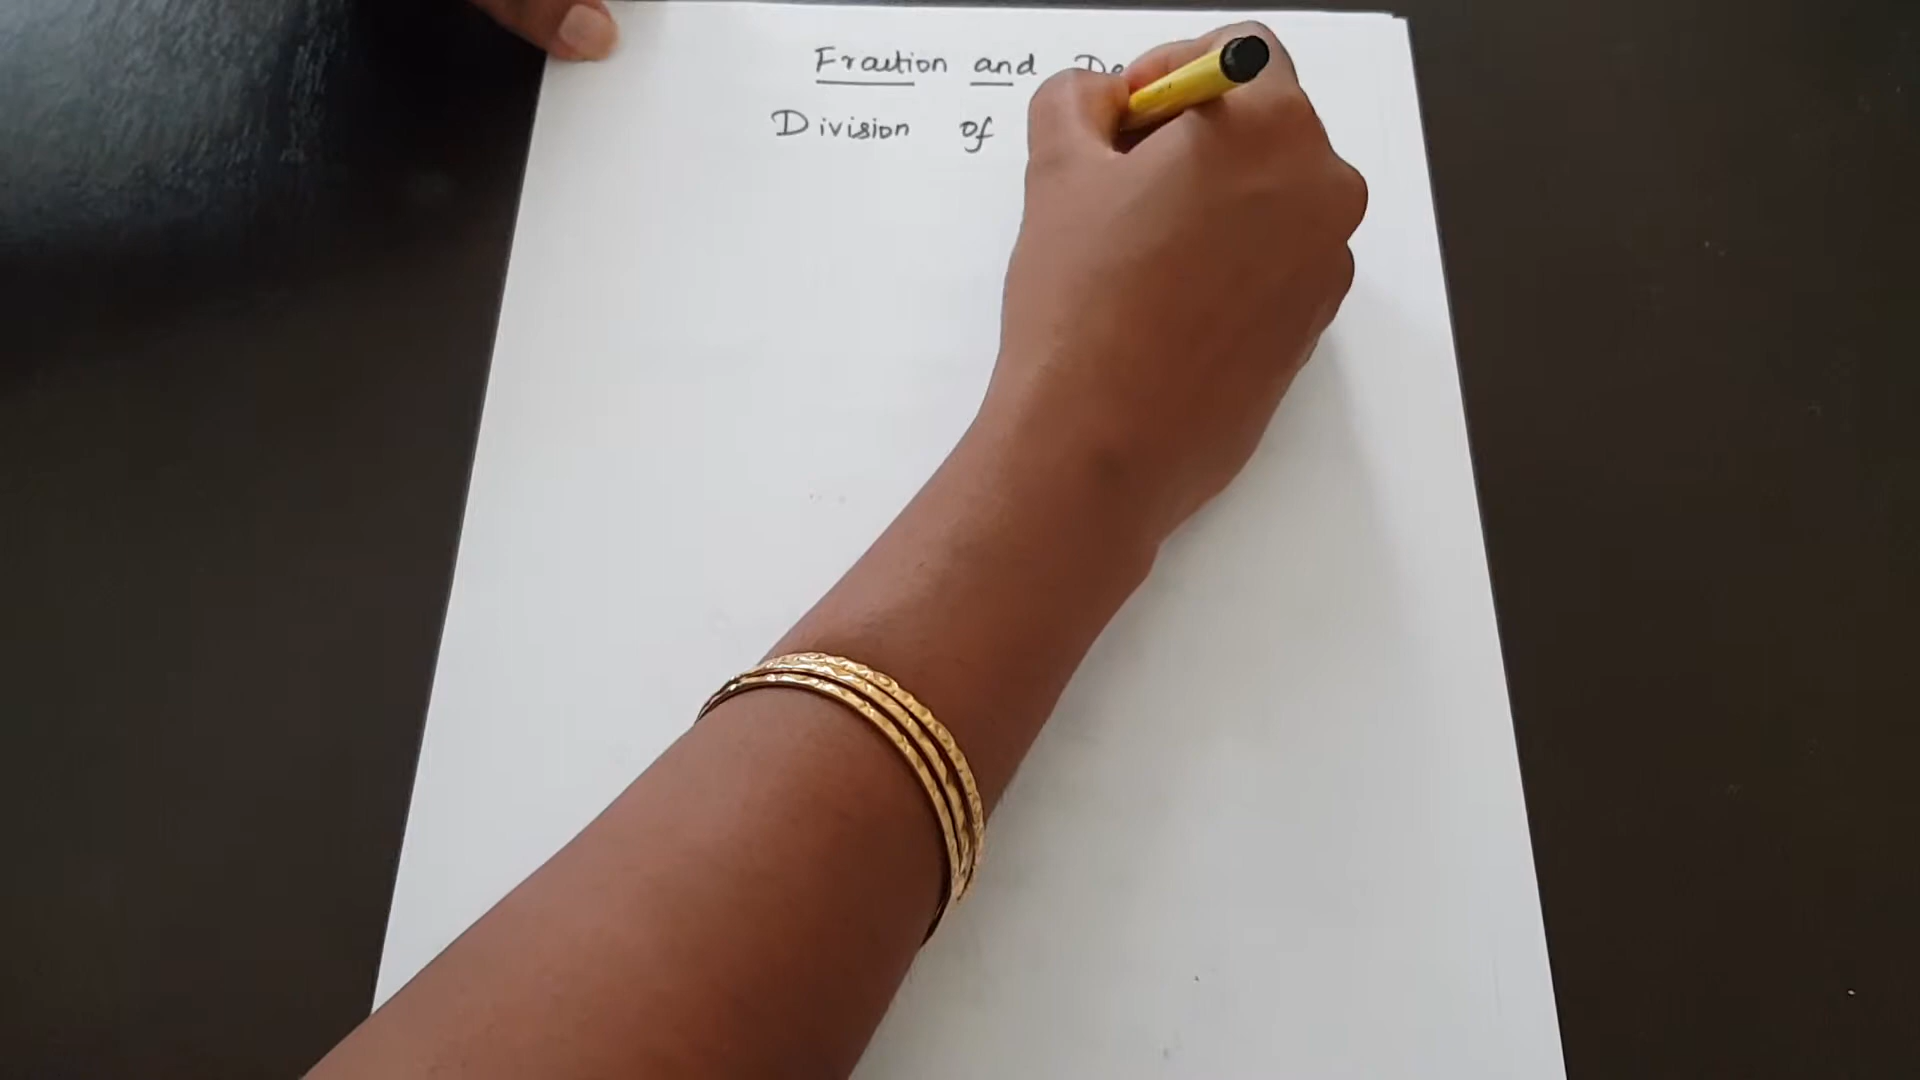 Fraction and
Division of